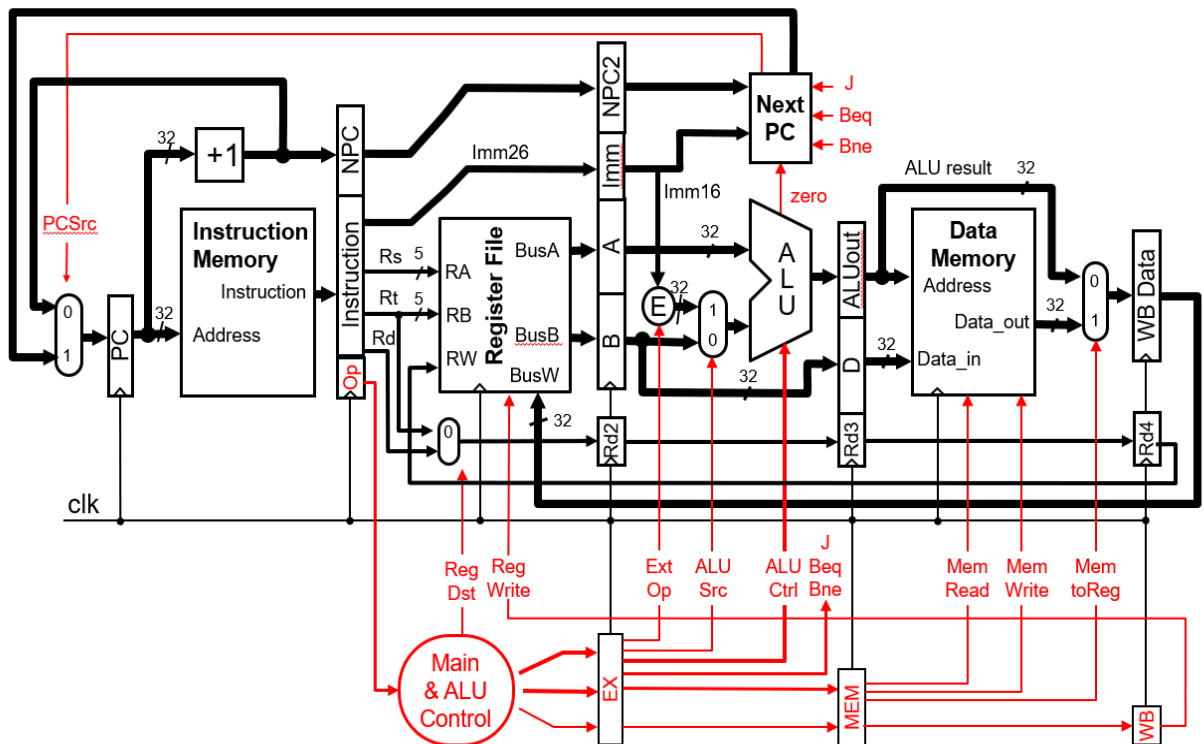 NPC2
Next
PC
J
Beq
Bne
+1
32
NPC
Imm26
Imm
Imm16
zero
ALU result
32
PCSrc
Instruction
Memory
Instruction
Address
Instruction
Rs
5
Rt
5
Rd
RA
RB
RW
Register File
BusA
BusB
BusW
A
B
32
E
32
1
0
A
L
U
ALUout
D
Data
Memory
Address
Data_out
Data_in
32
32
0
1
WB Data
0
1
PC
32
Op
0
32
32
Rd2
Rd3
Rd4
clk
Reg
Dst
Reg
Write
Ext
Op
ALU
Src
ALU
Ctrl
J
Beq
Bne
Mem
Read
Mem
Write
Mem
toReg
Main
& ALU
Control
EX
MEM
WB